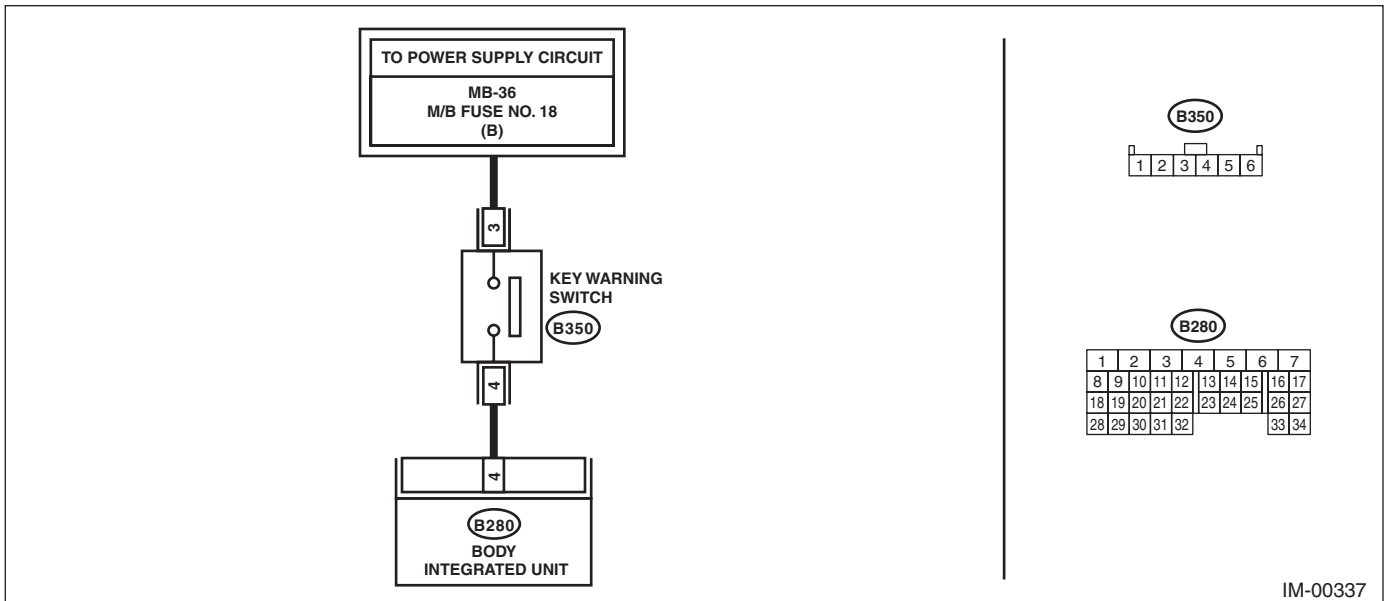 TO POWER SUPPLY CIRCUIT
MB-36
M/B FUSE NO. 18
(B)
3
KEY WARNING
SWITCH
B350
4
4
B280
BODY
INTEGRATED UNIT
B350
1 2 3 4 5 6
B280
1 2 3 4 5 6 7
8 9 10 11 12 13 14 15 16 17
18 19 20 21 22 23 24 25 26 27
28 29 30 31 32 33 34
IM-00337